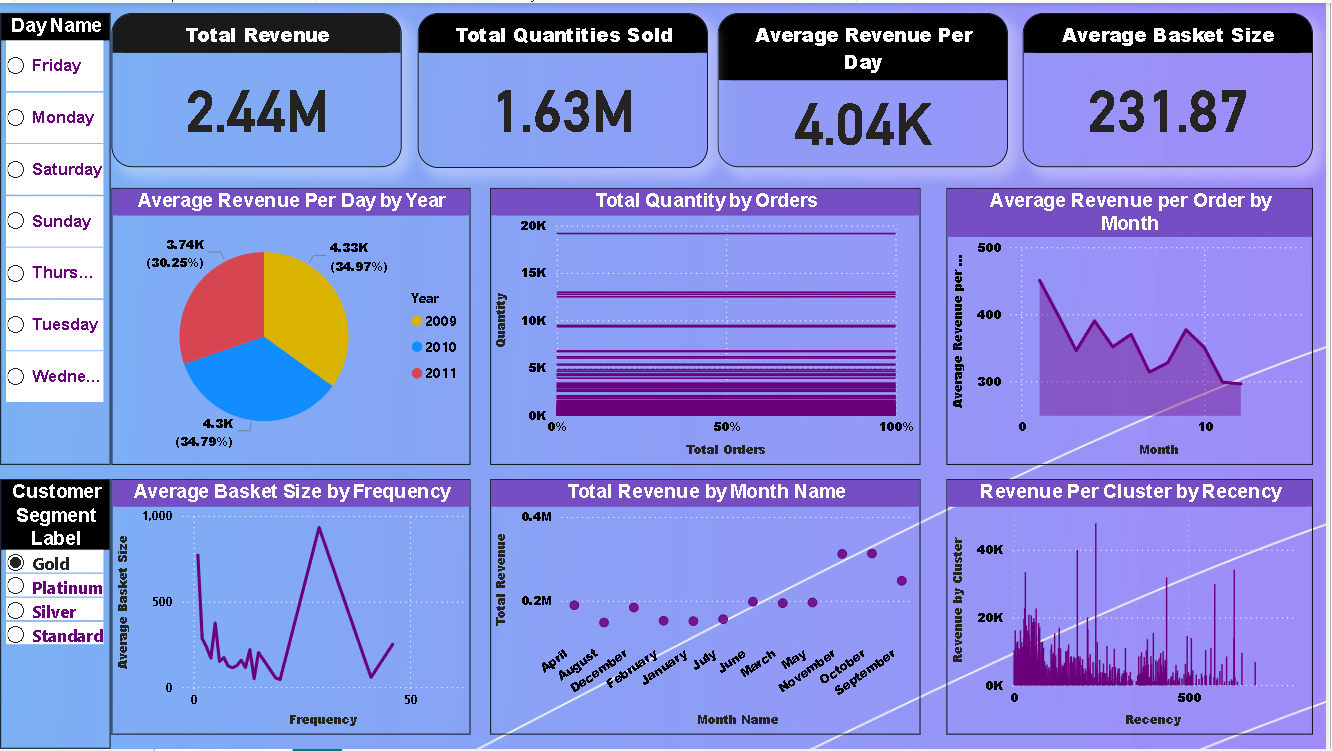 Day Name
Friday
Monday
Saturday
Sunday
Thurs...
Tuesday
Wedne...
Total Revenue
2.44M
Total Quantities Sold
1.63M
Average Revenue Per
Day
4.04K
Average Basket Size
231.87
Average Revenue Per Day by Year
3.74K
(30.25%)
4.33K
(34.97%)
4.3K
(34.79%)
Year
2009
2010
2011
Total Quantity by Orders
Quantity
20K
15K
10K
5K
0K
0%
50%
100%
Total Orders
Average Revenue per Order by
Month
Average Revenue per ...
500
400
300
0
10
Month
Customer
Segment
Label
Gold
Platinum
Silver
Standard
Average Basket Size by Frequency
Average Basket Size
1,000
500
0
0
50
Frequency
Total Revenue by Month Name
Total Revenue
0.4M
0.2M
April
August
December
February
January
July
June
March
May
November
October
September
Month Name
Revenue Per Cluster by Recency
Revenue by Cluster
40K
20K
0K
0
500
Recency